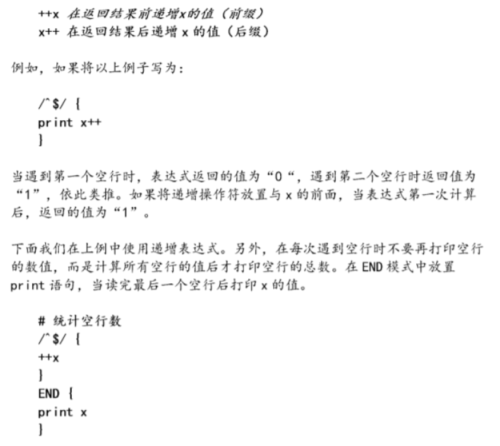 ++x 在返回结果前递增x的值（前缀）
x++ 在返回结果后递增 x 的值（后缀）
例如，如果将以上例子写为：
/^$/ {
print x++
}
当遇到第一个空行时，表达式返回的值为“0“，遇到第二个空行时返回值为
“1”，依此类推。如果将递增操作符放置与 x 的前面，当表达式第一次计算
后，返回的值为“1”。
下面我们在上例中使用递增表达式。另外，在每次遇到空行时不要再打印空行
的数值，而是计算所有空行的值后才打印空行的总数。在 END 模式中放置
print 语句，当读完最后一个空行后打印 x 的值。
# 统计空行数
/^$/ {
++x
}
END {
print x
}